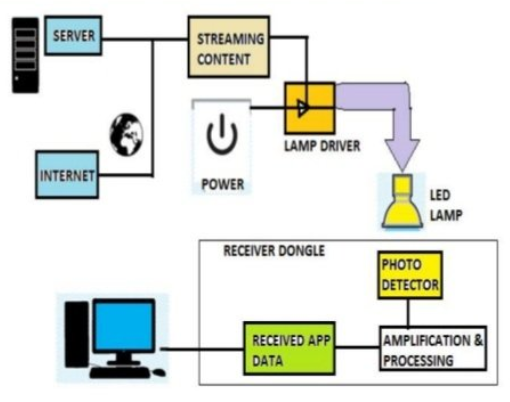 SERVER
STREAMING
CONTENT
INTERNET
POWER
LAMP DRIVER
LED
LAMP
RECEIVER DONGLE
PHOTO
DETECTOR
RECEIVED APP
DATA
AMPLIFICATION &
PROCESSING